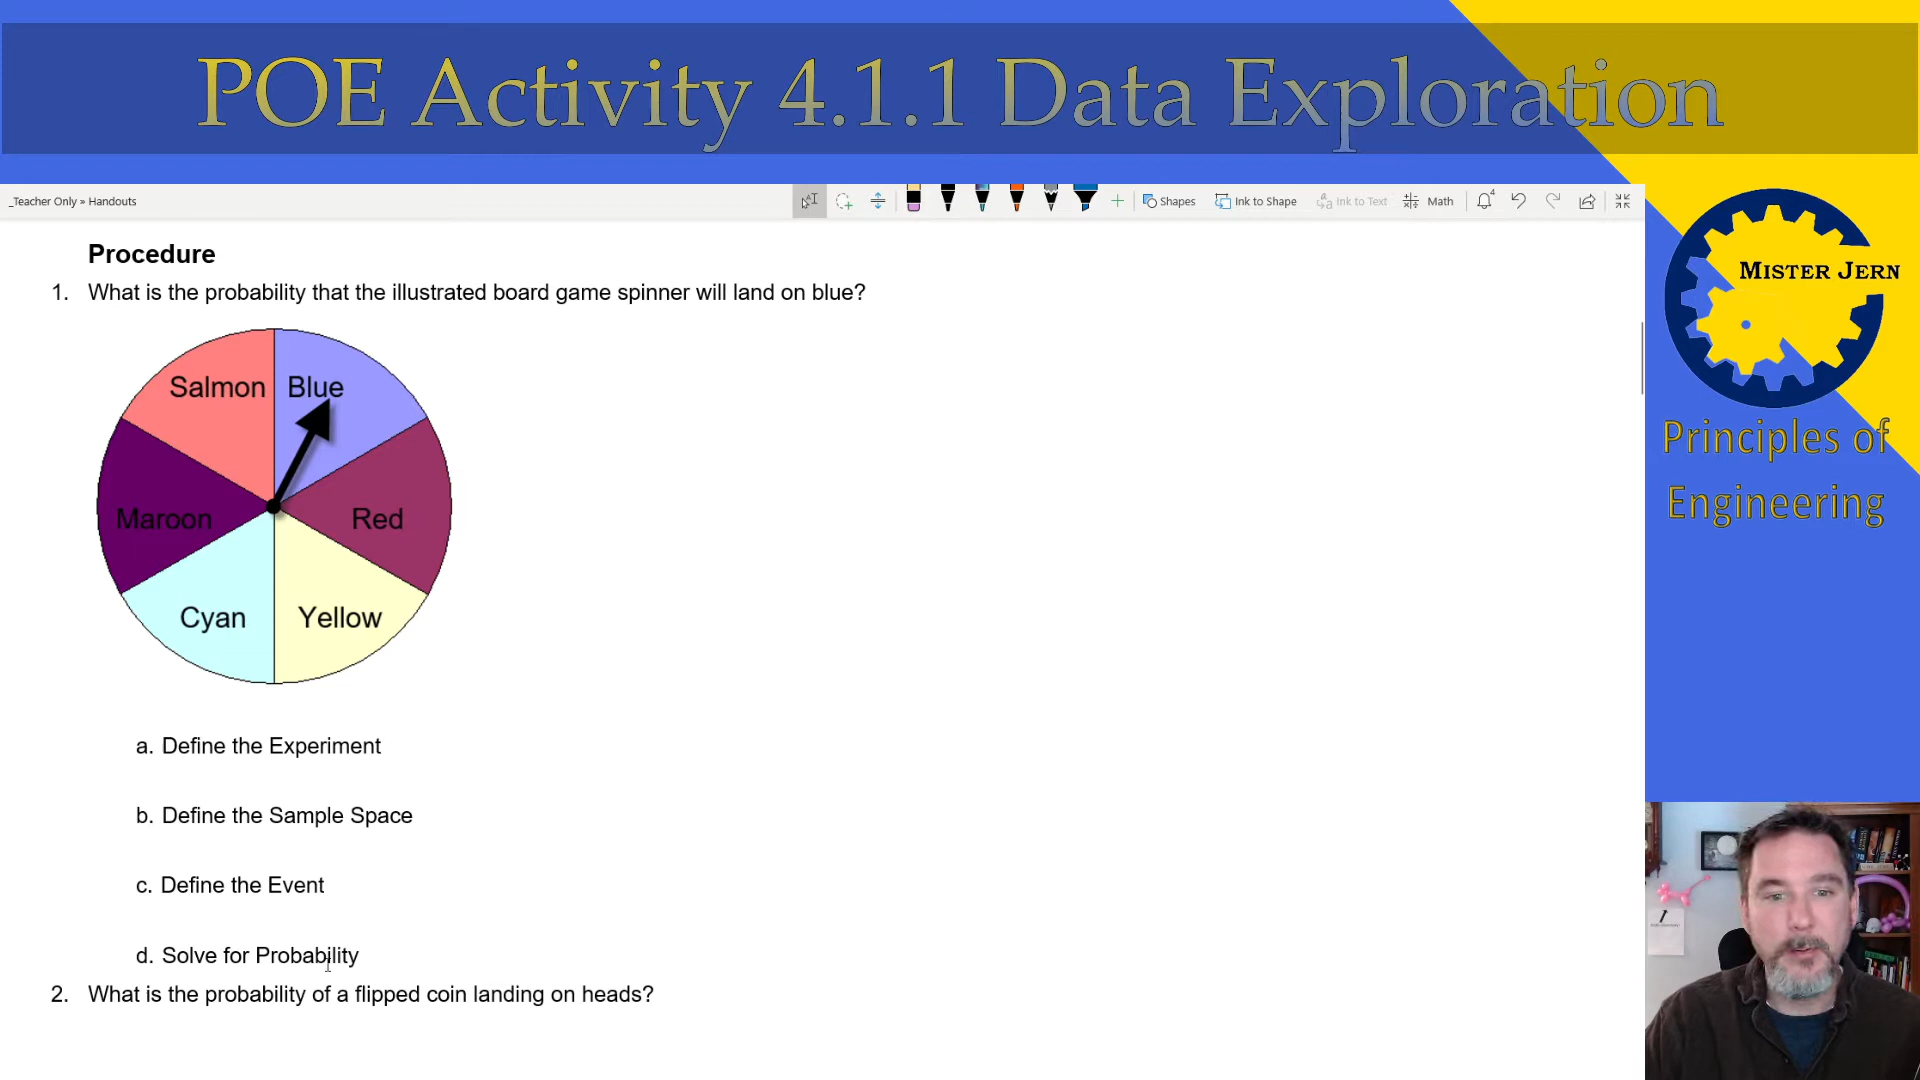 POE Activity 4.1.1 Data Exploration
_Teacher Only » Handouts
Shapes
Ink to Shape
Ink to Text
Math
4
MISTER JERN
Principles of
Engineering
Procedure
1. What is the probability that the illustrated board game spinner will land on blue?
Salmon
Blue
Maroon
Red
Cyan
Yellow
a. Define the Experiment
b. Define the Sample Space
c. Define the Event
d. Solve for Probability
2. What is the probability of a flipped coin landing on heads?